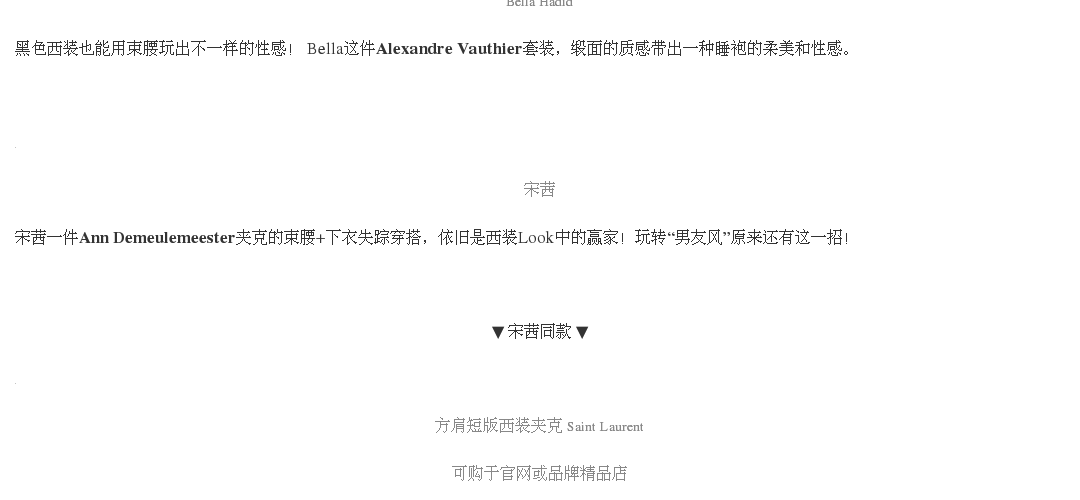 Bella Hadid
黑色西装也能用束腰玩出不一样的性感！ Bella这件Alexandre Vauthier套装，缎面的质感带出一种睡袍的柔美和性感。
宋茜
宋茜一件Ann Demeulemeester夹克的束腰+下衣失踪穿搭，依旧是西装Look中的赢家！玩转“男友风”原来还有这一招！
▼ 宋茜同款 ▼
方肩短版西装夹克 Saint Laurent
可购于官网或品牌精品店